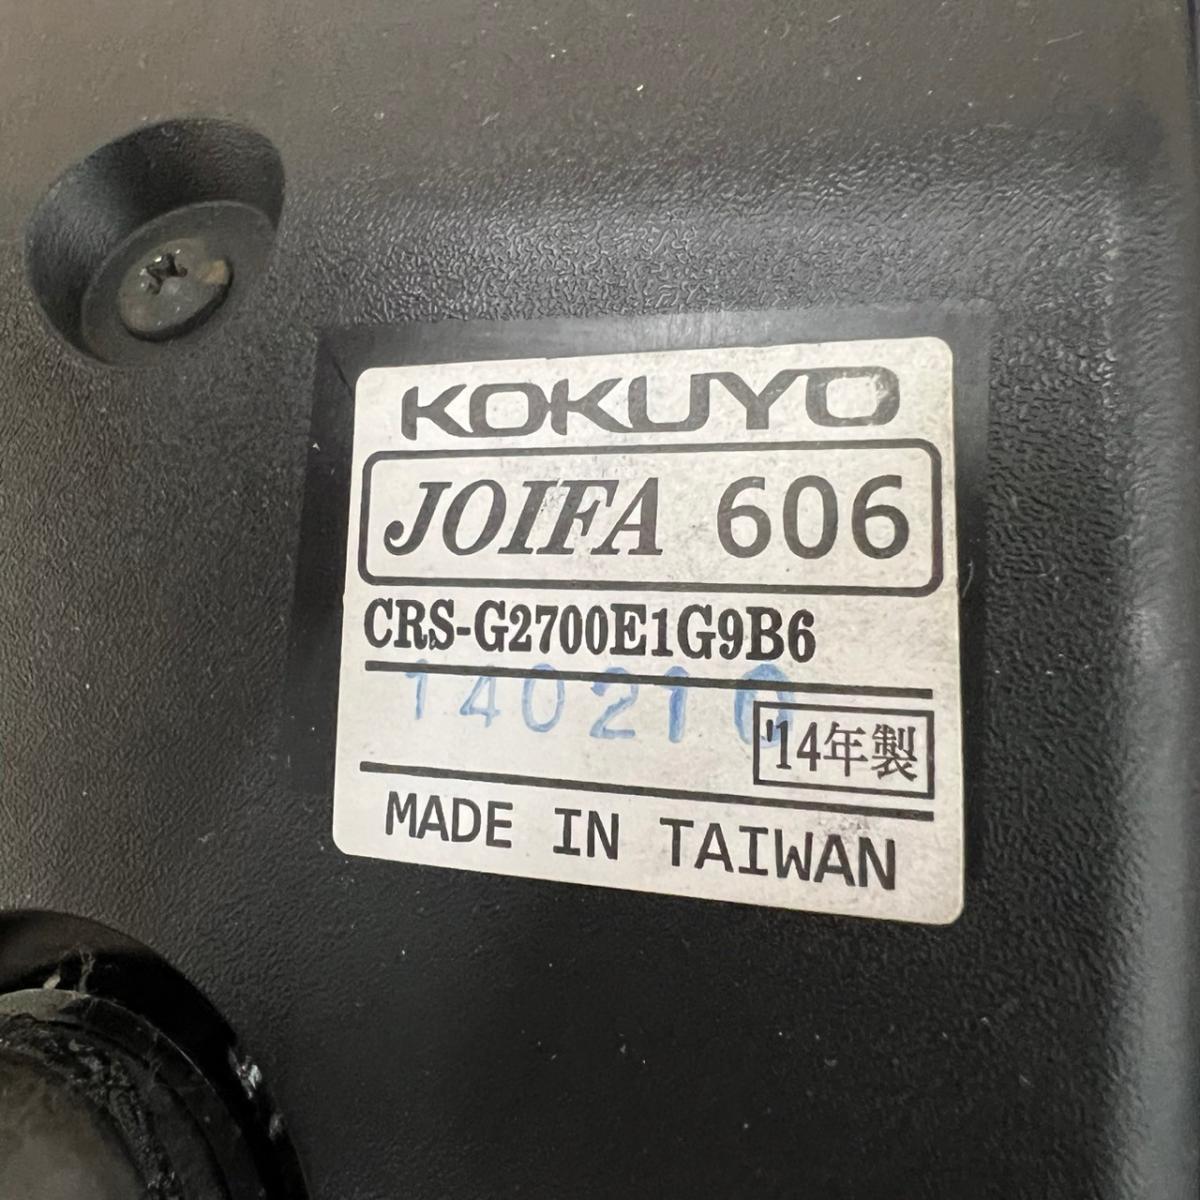 KOKUYO
JOIFA 606
CRS-G2700E1G9B6
140210
'14年製
MADE IN TAIWAN